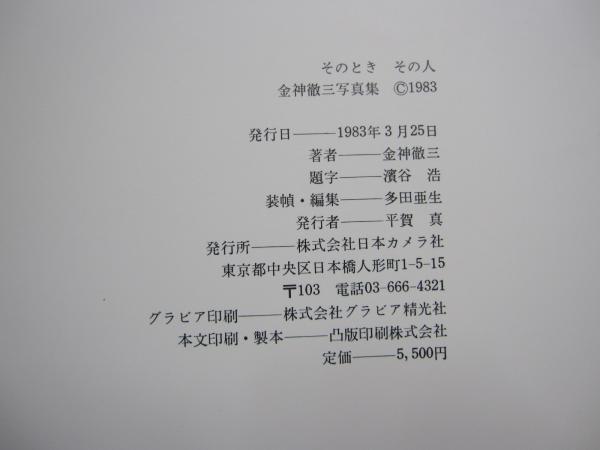 そのとき　その人
金神徹三写真集　©1983
発行日———1983年3月25日
著者———金神徹三
題字———濱谷　浩
装幀・編集———多田亜生
発行者———平賀　真
発行所———株式会社日本カメラ社
東京都中央区日本橋人形町1-5-15
〒103　電話03-666-4321
グラビア印刷———株式会社グラビア精光社
本文印刷・製本———凸版印刷株式会社
定価———5,500円